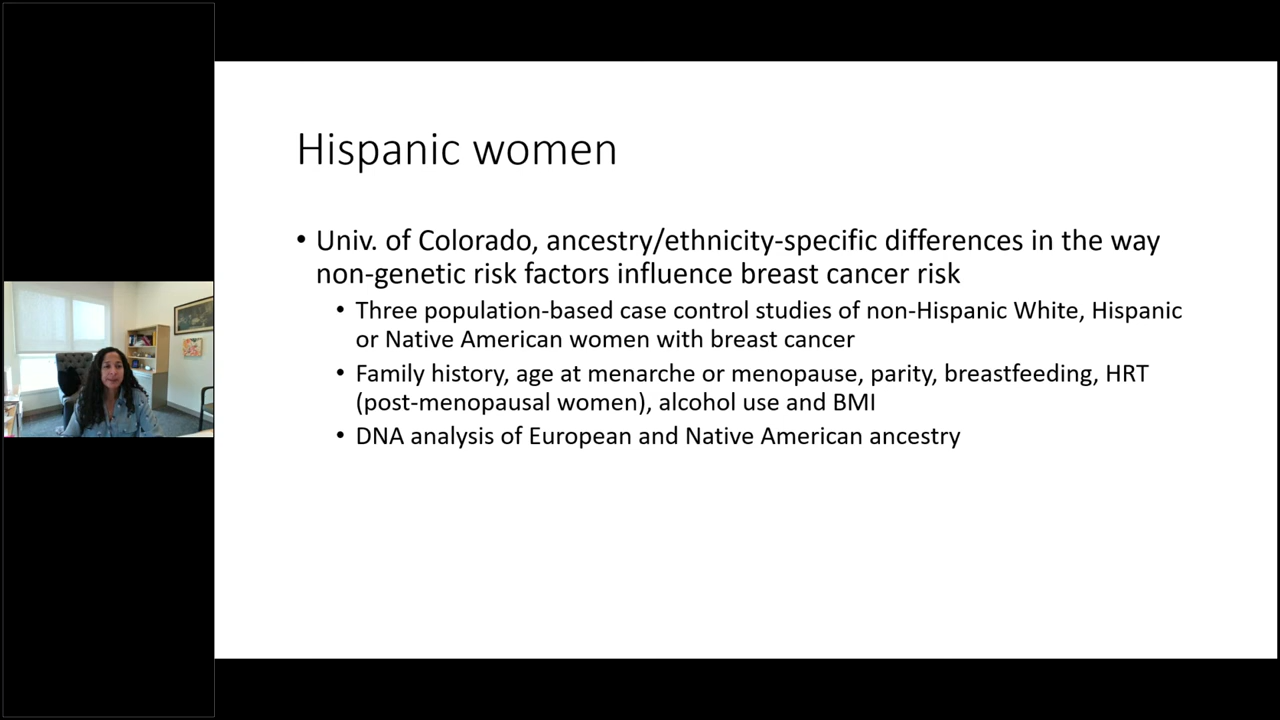 Hispanic women
• Univ. of Colorado, ancestry/ethnicity-specific differences in the way
non-genetic risk factors influence breast cancer risk
• Three population-based case control studies of non-Hispanic White, Hispanic
or Native American women with breast cancer
• Family history, age at menarche or menopause, parity, breastfeeding, HRT
(post-menopausal women), alcohol use and BMI
• DNA analysis of European and Native American ancestry